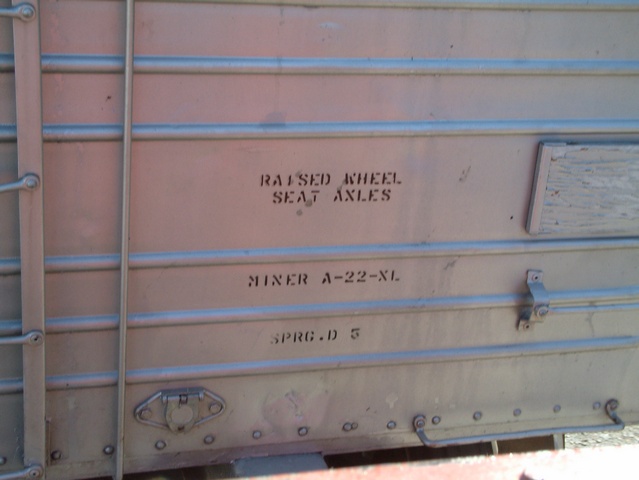 RAISED WHEEL
SEAT AXLES
MINER A-22-XL
SPRG.D 5